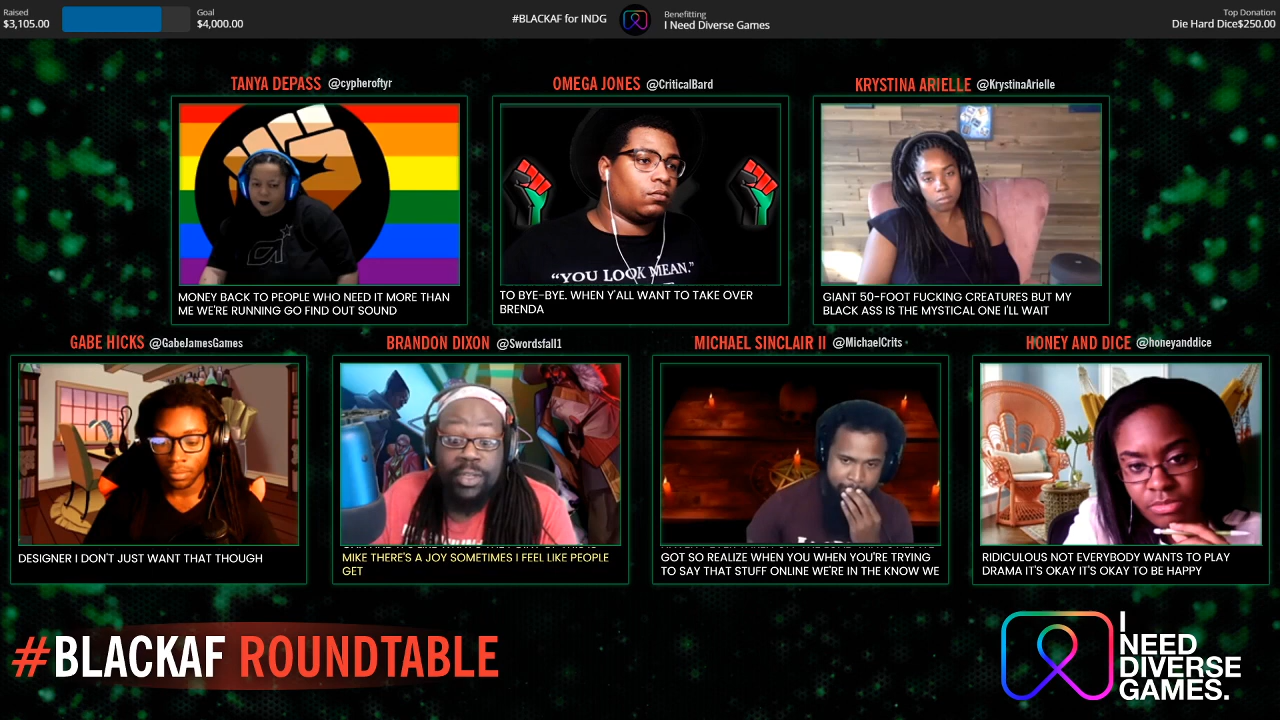 Raised
$3,105.00
Goal
$4,000.00
#BLACKAF for INDG
Benefitting
I Need Diverse Games
Top Donation
Die Hard Dice$250.00
TANYA DEPASS @cypheroftyr
OMEGA JONES @CriticalBard
KRYSTINA ARIELLE @KrystinaArielle
"YOU LOOK MEAN."
MONEY BACK TO PEOPLE WHO NEED IT MORE THAN
ME WE'RE RUNNING GO FIND OUT SOUND
TO BYE-BYE. WHEN Y'ALL WANT TO TAKE OVER
BRENDA
GIANT 50-FOOT FUCKING CREATURES BUT MY
BLACK ASS IS THE MYSTICAL ONE I'LL WAIT
GABE HICKS @GabeJamesGames
BRANDON DIXON @Swordsfall1
MICHAEL SINCLAIR II @MichaelCrits
HONEY AND DICE @honeyanddice
DESIGNER I DON'T JUST WANT THAT THOUGH
MIKE THERE'S A JOY SOMETIMES I FEEL LIKE PEOPLE
GET
GOT SO REALIZE WHEN YOU WHEN YOU'RE TRYING
TO SAY THAT STUFF ONLINE WE'RE IN THE KNOW WE
RIDICULOUS NOT EVERYBODY WANTS TO PLAY
DRAMA IT'S OKAY IT'S OKAY TO BE HAPPY
#BLACKAF ROUNDTABLE
I
NEED
DIVERSE
GAMES.